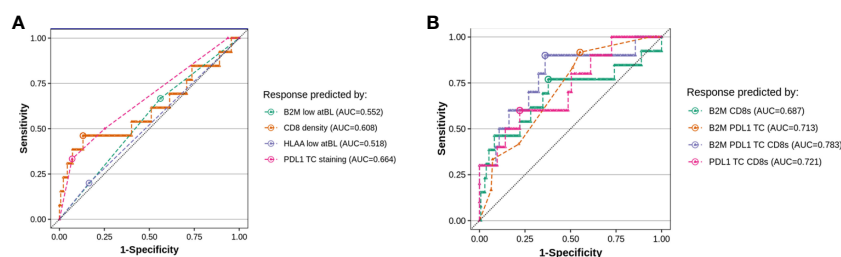 A
1.00
0.75
0.50
0.25
0.00
Sensitivity
0.00 0.25 0.50 0.75 1.00
1-Specificity
Response predicted by:
B2M low atBL (AUC=0.552)
CD8 density (AUC=0.608)
HLAA low atBL (AUC=0.518)
PDL1 TC staining (AUC=0.664)
B
1.00
0.75
0.50
0.25
0.00
Sensitivity
0.00 0.25 0.50 0.75 1.00
1-Specificity
Response predicted by:
B2M CD8s (AUC=0.687)
B2M PDL1 TC (AUC=0.713)
B2M PDL1 TC CD8s (AUC=0.783)
PDL1 TC CD8s (AUC=0.721)